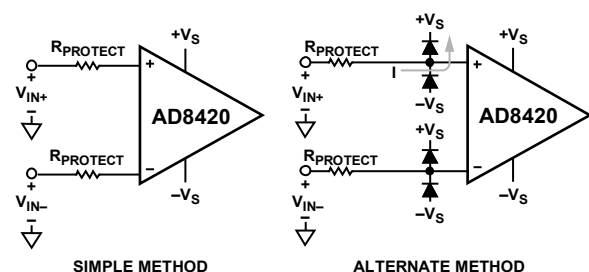 +VS
RPROTECT
+
+
VIN+
–
AD8420
RPROTECT
–
+
VIN–
–
–VS
SIMPLE METHOD
+VS
RPROTECT
+VS
I
+
+
VIN+
–
–VS
AD8420
+VS
RPROTECT
–
+
VIN–
–
–VS
–VS
ALTERNATE METHOD